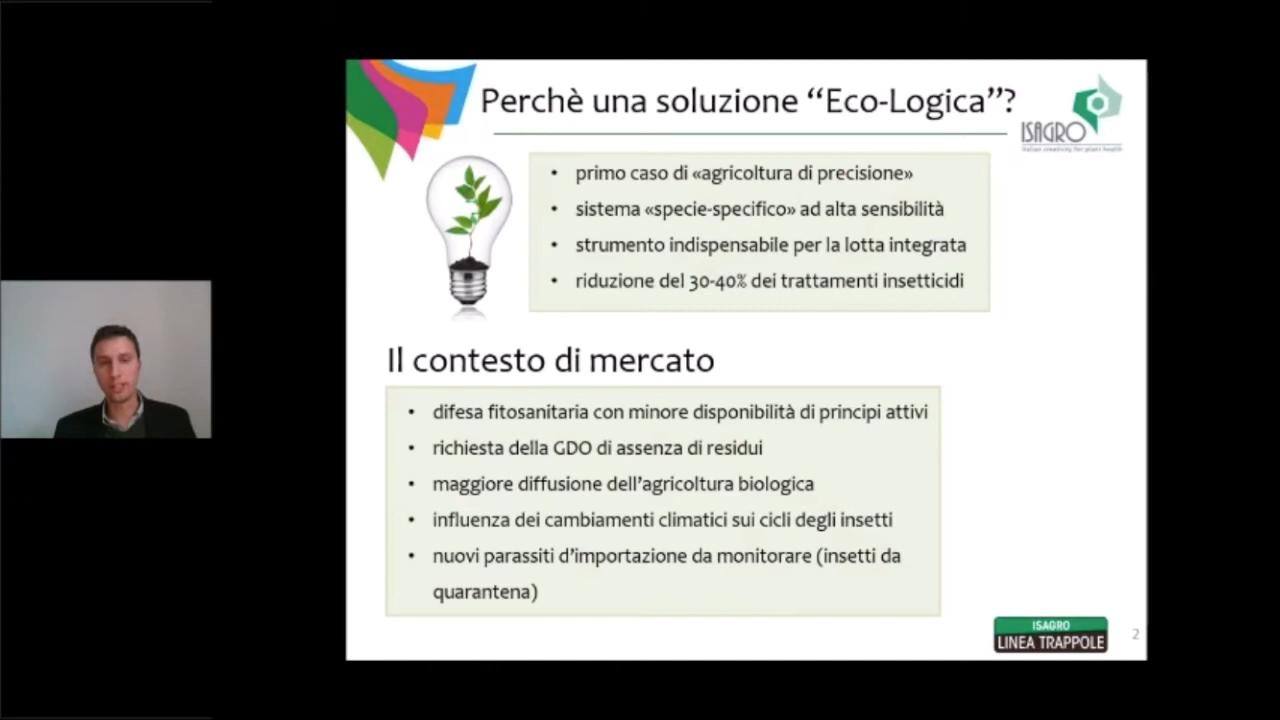 Perchè una soluzione “Eco-Logica”?
ISAGRO
Italian creativity for plant health
• primo caso di «agricoltura di precisione»
• sistema «specie-specifico» ad alta sensibilità
• strumento indispensabile per la lotta integrata
• riduzione del 30-40% dei trattamenti insetticidi
Il contesto di mercato
• difesa fitosanitaria con minore disponibilità di principi attivi
• richiesta della GDO di assenza di residui
• maggiore diffusione dell’agricoltura biologica
• influenza dei cambiamenti climatici sui cicli degli insetti
• nuovi parassiti d’importazione da monitorare (insetti da
quarantena)
ISAGRO
LINEA TRAPPOLE
2